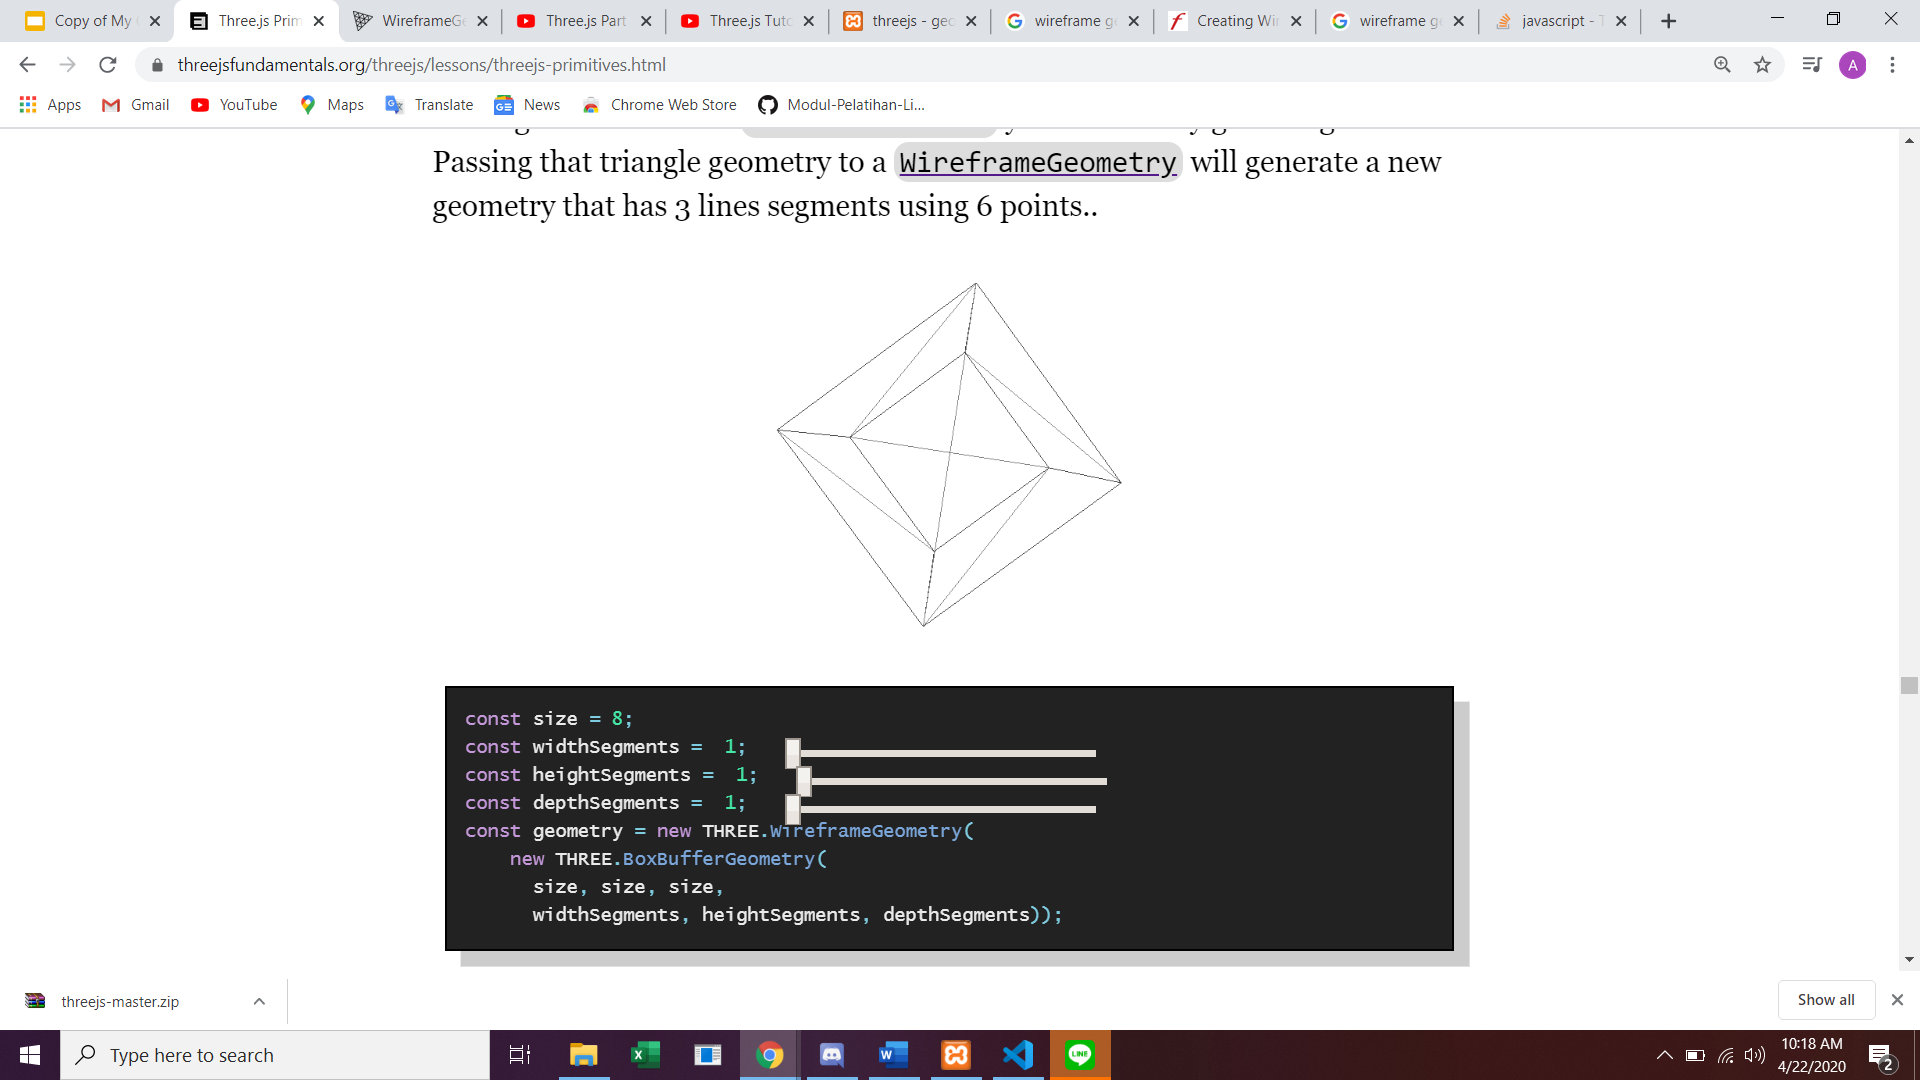 Copy of My
Three.js Prim
WireframeGe
Three.js Part
Three.js Tuto
threejs - geo
wireframe ge
Creating Wir
wireframe ge
javascript - T
threejsfundamentals.org/threejs/lessons/threejs-primitives.html
A
Apps
Gmail
YouTube
Maps
Translate
News
Chrome Web Store
Modul-Pelatihan-Li...
Passing that triangle geometry to a WireframeGeometry will generate a new
geometry that has 3 lines segments using 6 points..
const size = 8;
const widthSegments = 1;
const heightSegments = 1;
const depthSegments = 1;
const geometry = new THREE.WireframeGeometry(
new THREE.BoxBufferGeometry(
size, size, size,
widthSegments, heightSegments, depthSegments));
threejs-master.zip
Show all
Type here to search
LINE
10:18 AM
4/22/2020
2